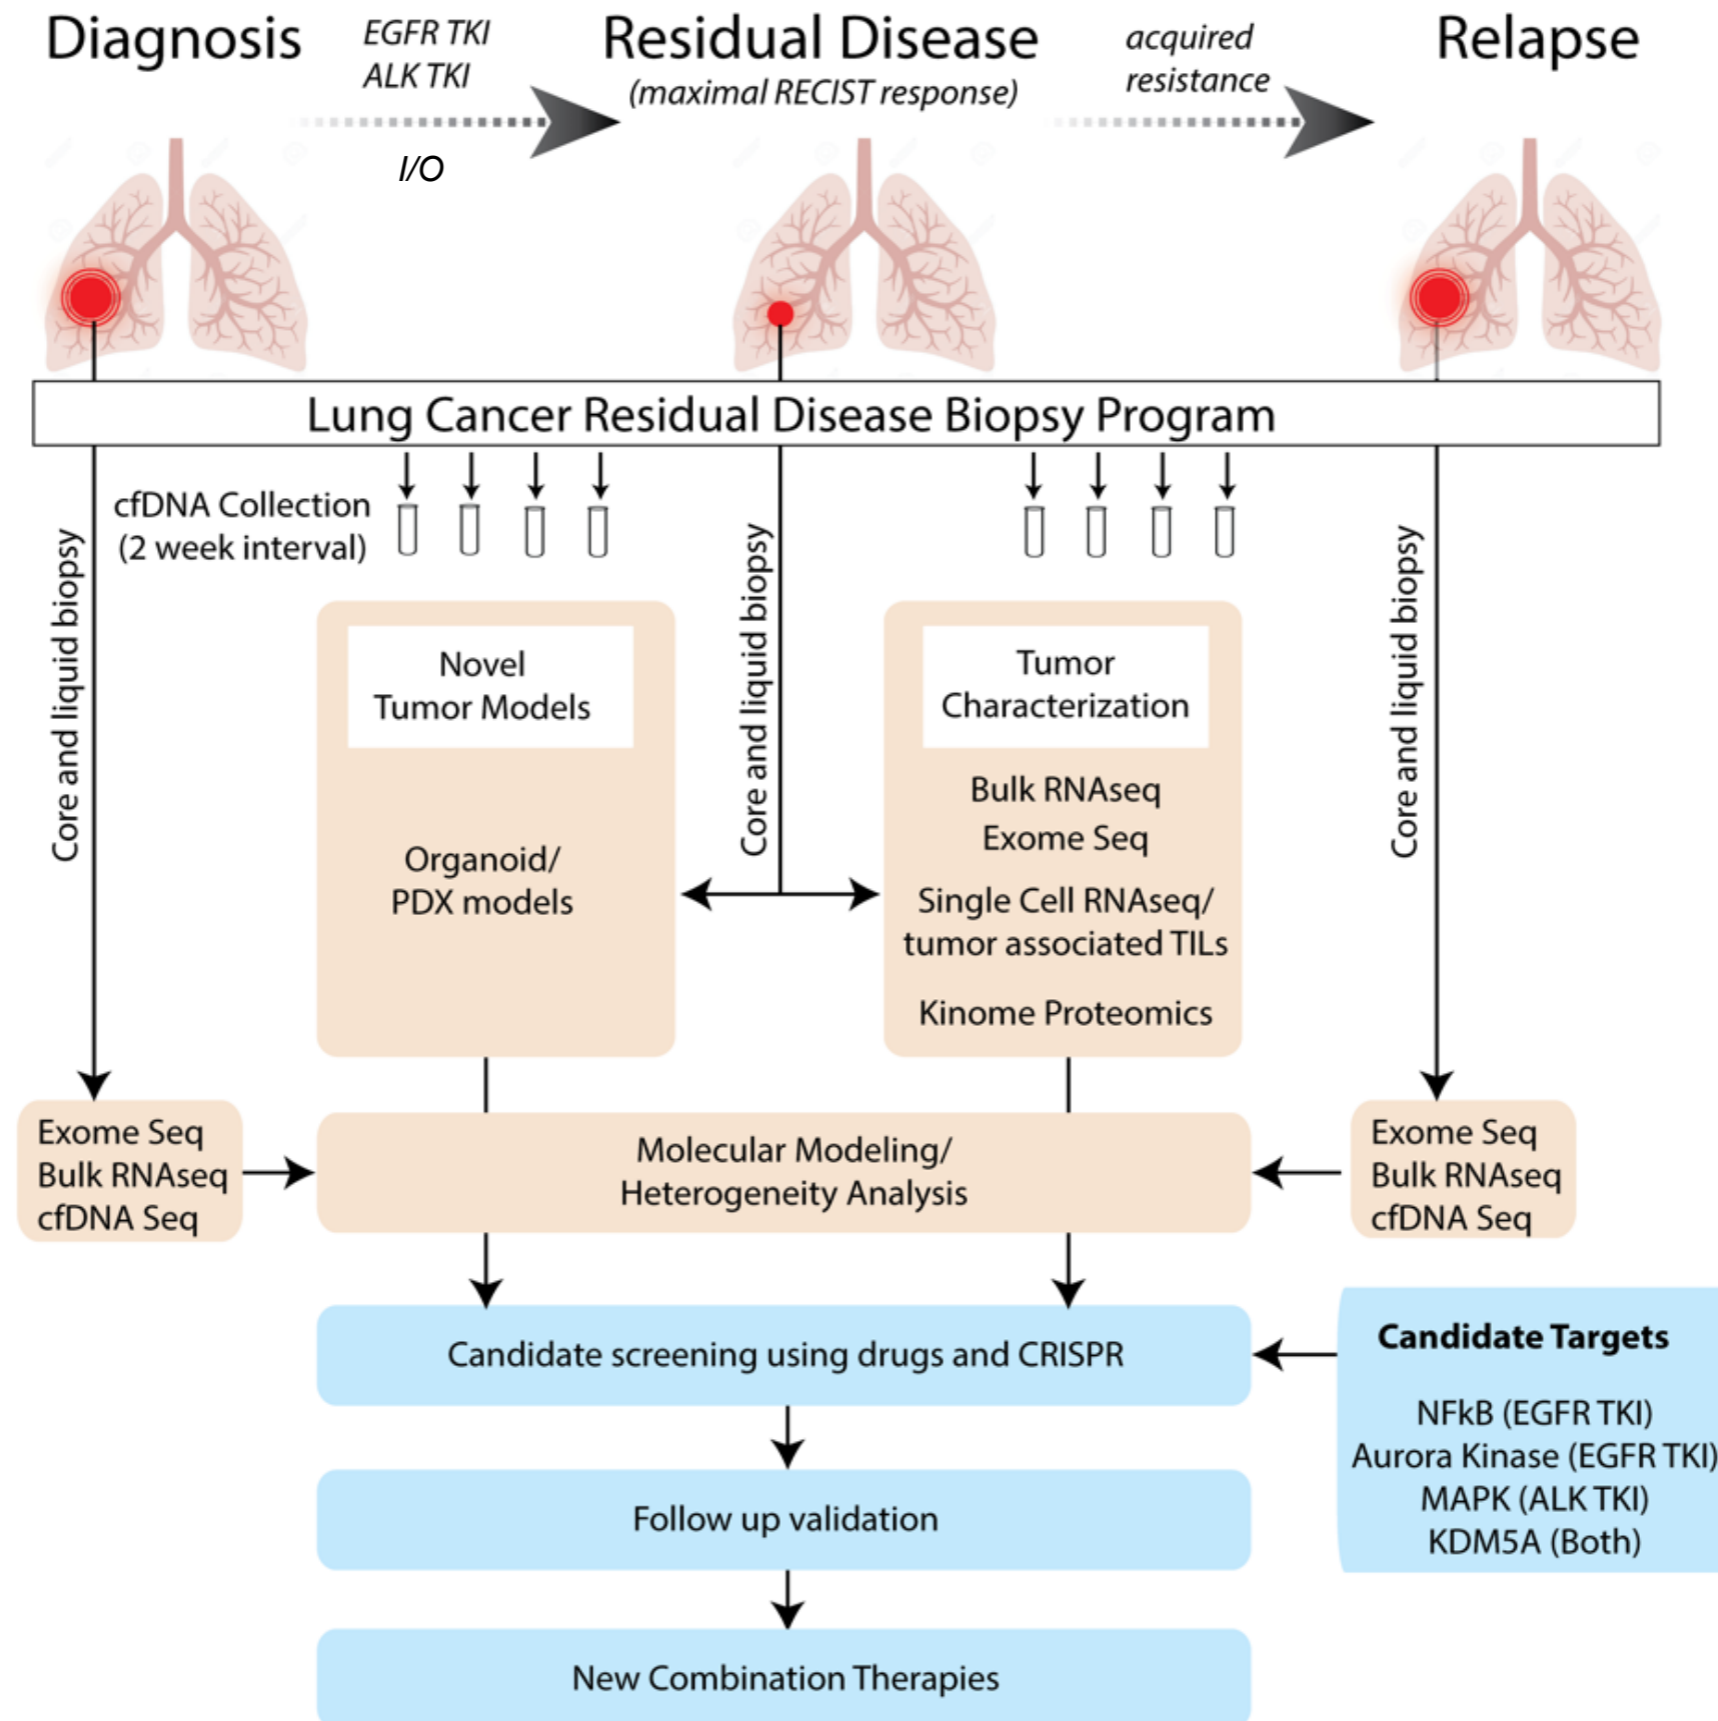 Diagnosis
EGFR TKI
ALK TKI
I/O
Residual Disease
(maximal RECIST response)
acquired
resistance
Relapse
Lung Cancer Residual Disease Biopsy Program
cfDNA Collection
(2 week interval)
Core and liquid biopsy
Core and liquid biopsy
Core and liquid biopsy
Novel
Tumor Models
Organoid/
PDX models
Tumor
Characterization
Bulk RNAseq
Exome Seq
Single Cell RNAseq/
tumor associated TILs
Kinome Proteomics
Exome Seq
Bulk RNAseq
cfDNA Seq
Molecular Modeling/
Heterogeneity Analysis
Exome Seq
Bulk RNAseq
cfDNA Seq
Candidate screening using drugs and CRISPR
Candidate Targets
NFkB (EGFR TKI)
Aurora Kinase (EGFR TKI)
MAPK (ALK TKI)
KDM5A (Both)
Follow up validation
New Combination Therapies